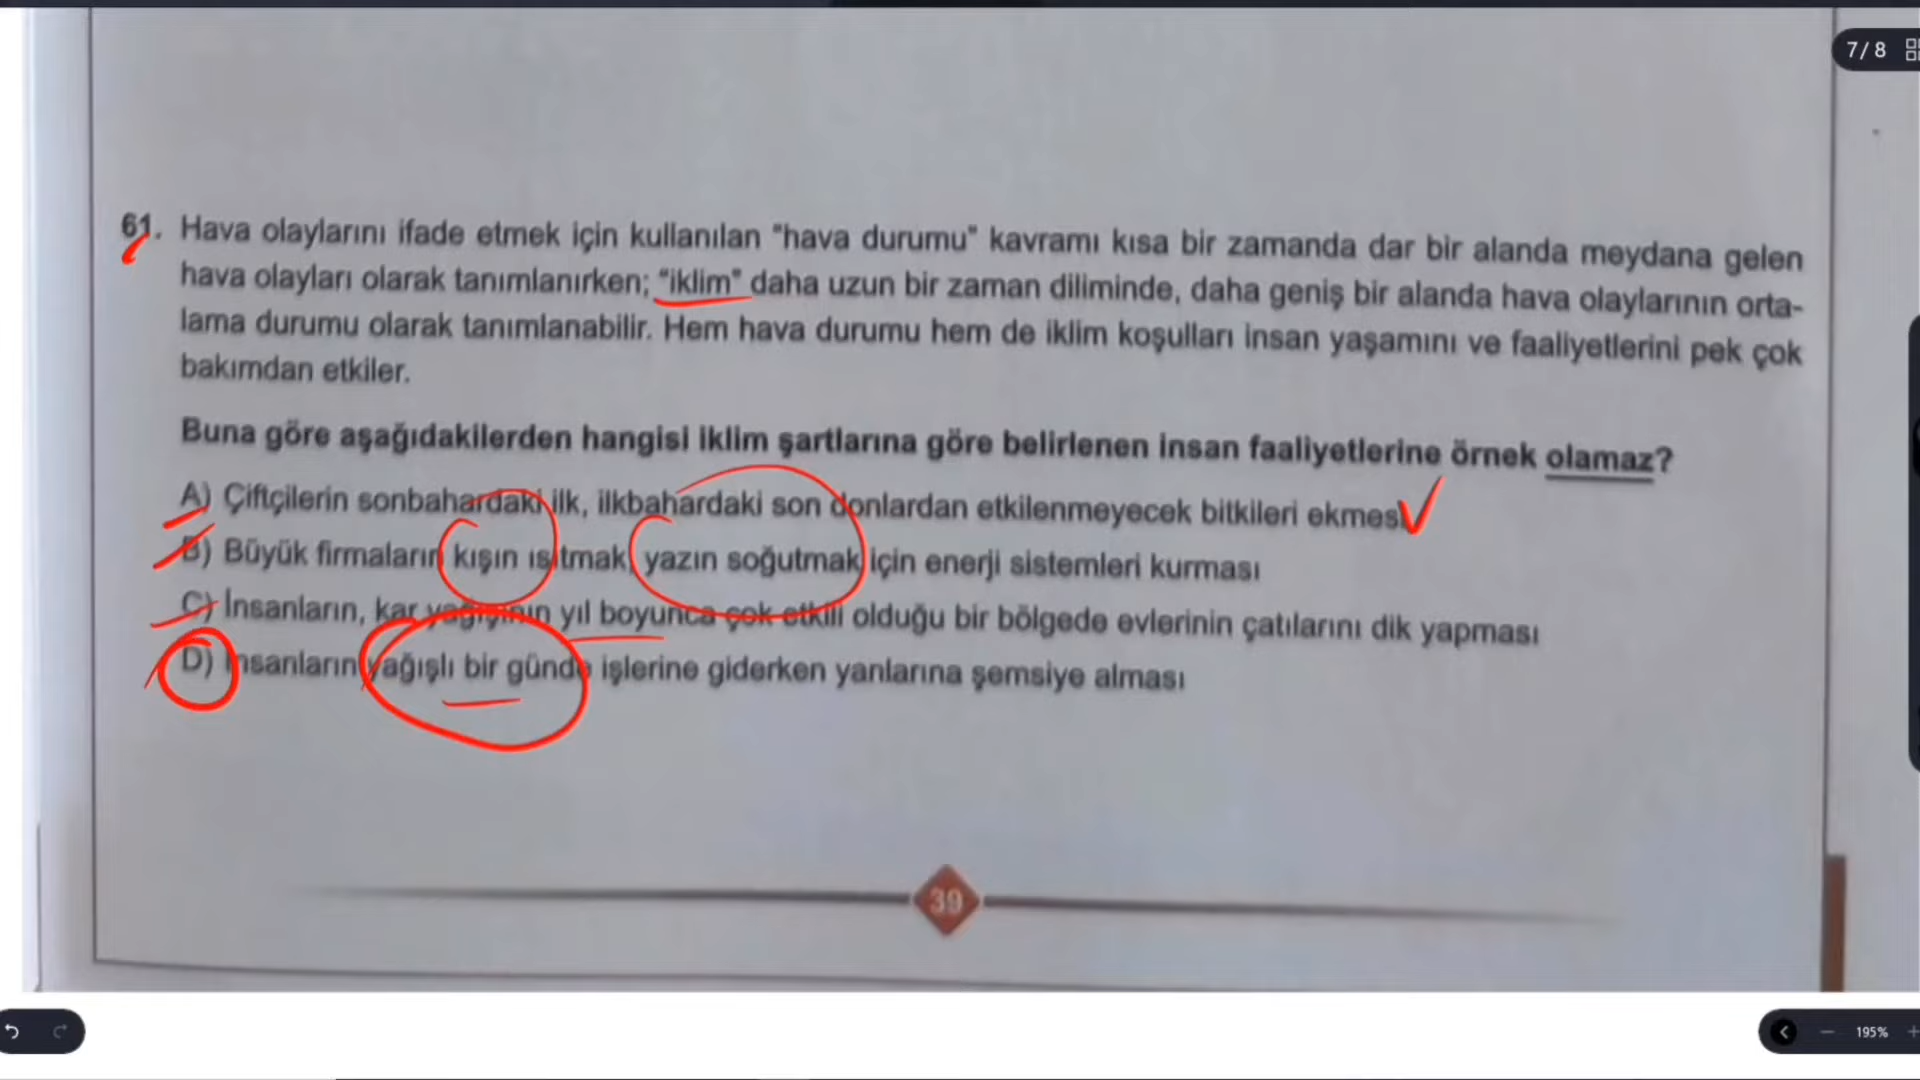 7/8
61. Hava olaylarını ifade etmek için kullanılan "hava durumu" kavramı kısa bir zamanda dar bir alanda meydana gelen
hava olayları olarak tanımlanırken; "iklim" daha uzun bir zaman diliminde, daha geniş bir alanda hava olaylarının orta-
lama durumu olarak tanımlanabilir. Hem hava durumu hem de iklim koşulları insan yaşamını ve faaliyetlerini pek çok
bakımdan etkiler.
Buna göre aşağıdakilerden hangisi iklim şartlarına göre belirlenen insan faaliyetlerine örnek olamaz?
A) Çiftçilerin sonbahardaki ilk, ilkbahardaki son donlardan etkilenmeyecek bitkileri ekmesi
B) Büyük firmaların kışın ısıtmak, yazın soğutmak için enerji sistemleri kurması
C) İnsanların, kar yağışının yıl boyunca çok etkili olduğu bir bölgede evlerinin çatılarını dik yapması
D) İnsanların yağışlı bir günde işlerine giderken yanlarına şemsiye alması
39
195%